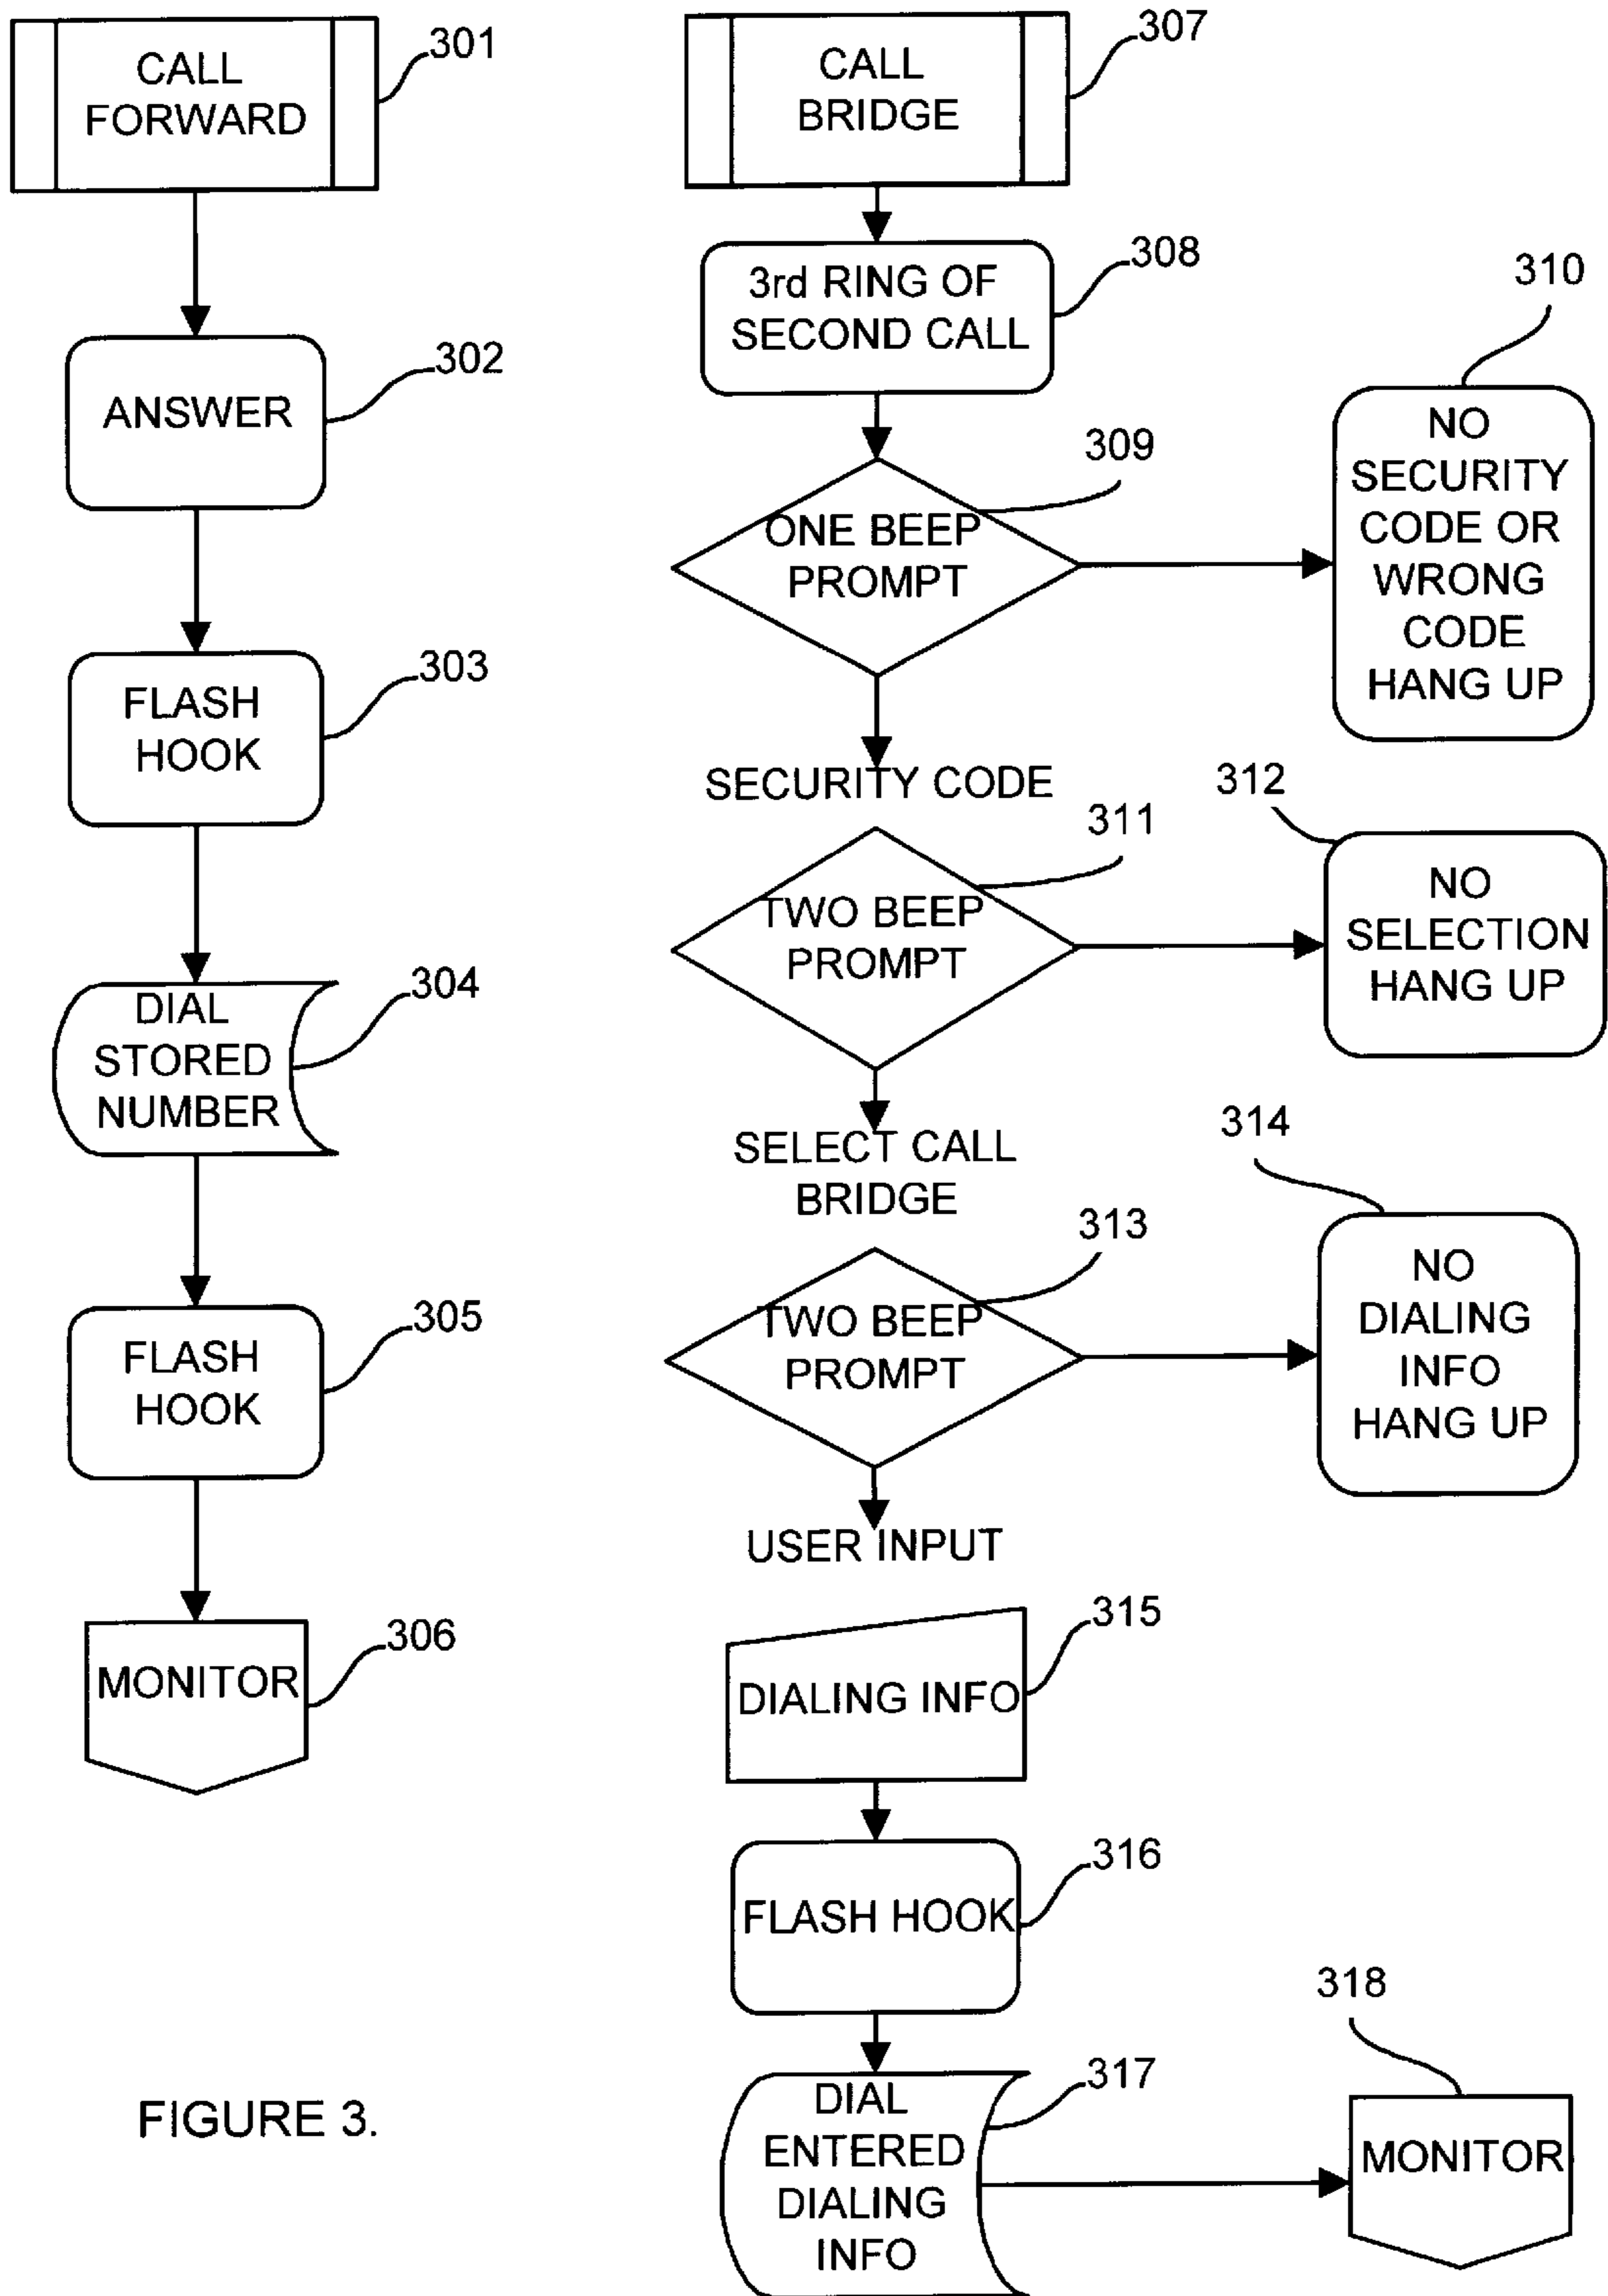 CALL
FORWARD
301
ANSWER
302
FLASH
HOOK
303
DIAL
STORED
NUMBER
304
FLASH
HOOK
305
MONITOR
306
FIGURE 3.
CALL
BRIDGE
307
3rd RING OF
SECOND CALL
308
ONE BEEP
PROMPT
309
310
NO
SECURITY
CODE OR
WRONG
CODE
HANG UP
SECURITY CODE
TWO BEEP
PROMPT
311
312
NO
SELECTION
HANG UP
SELECT CALL
BRIDGE
TWO BEEP
PROMPT
313
314
NO
DIALING
INFO
HANG UP
USER INPUT
DIALING INFO
315
FLASH HOOK
316
DIAL
ENTERED
DIALING
INFO
317
318
MONITOR